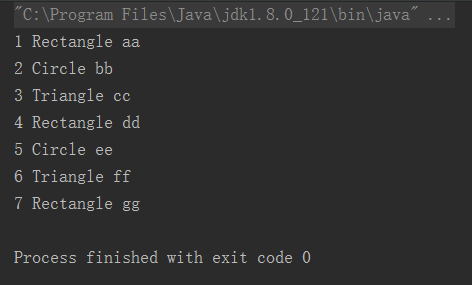 "C:\Program Files\Java\jdk1.8.0_121\bin\java" ...
1 Rectangle aa
2 Circle bb
3 Triangle cc
4 Rectangle dd
5 Circle ee
6 Triangle ff
7 Rectangle gg
Process finished with exit code 0